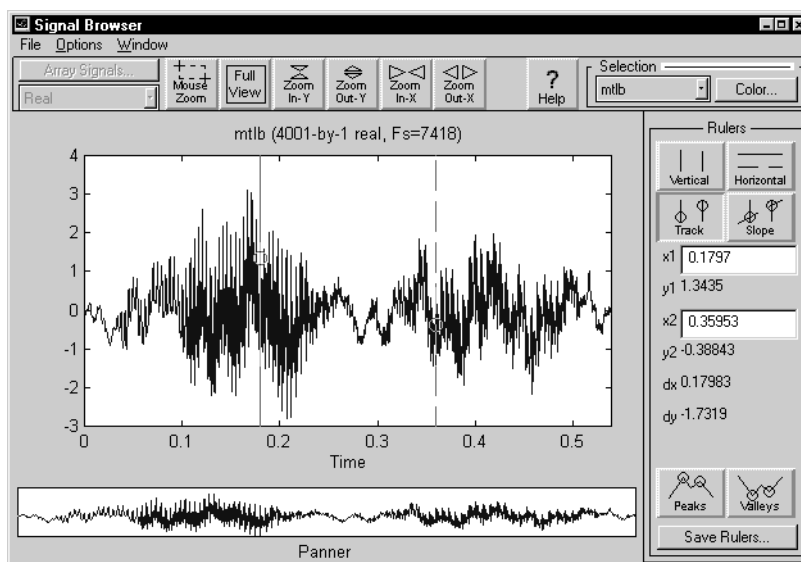 Signal Browser
File Options Window
Array Signals...
Real
Mouse Zoom
Full View
Zoom In-Y
Zoom Out-Y
Zoom In-X
Zoom Out-X
? Help
Selection
mtlb
Color...
mtlb (4001-by-1 real, Fs=7418)
4
3
2
1
0
-1
-2
-3
0 0.1 0.2 0.3 0.4 0.5
Time
Panner
Rulers
Vertical Horizontal
Track Slope
x1 0.1797
y1 1.3435
x2 0.35953
y2 -0.38843
dx 0.17983
dy -1.7319
Peaks Valleys
Save Rulers...